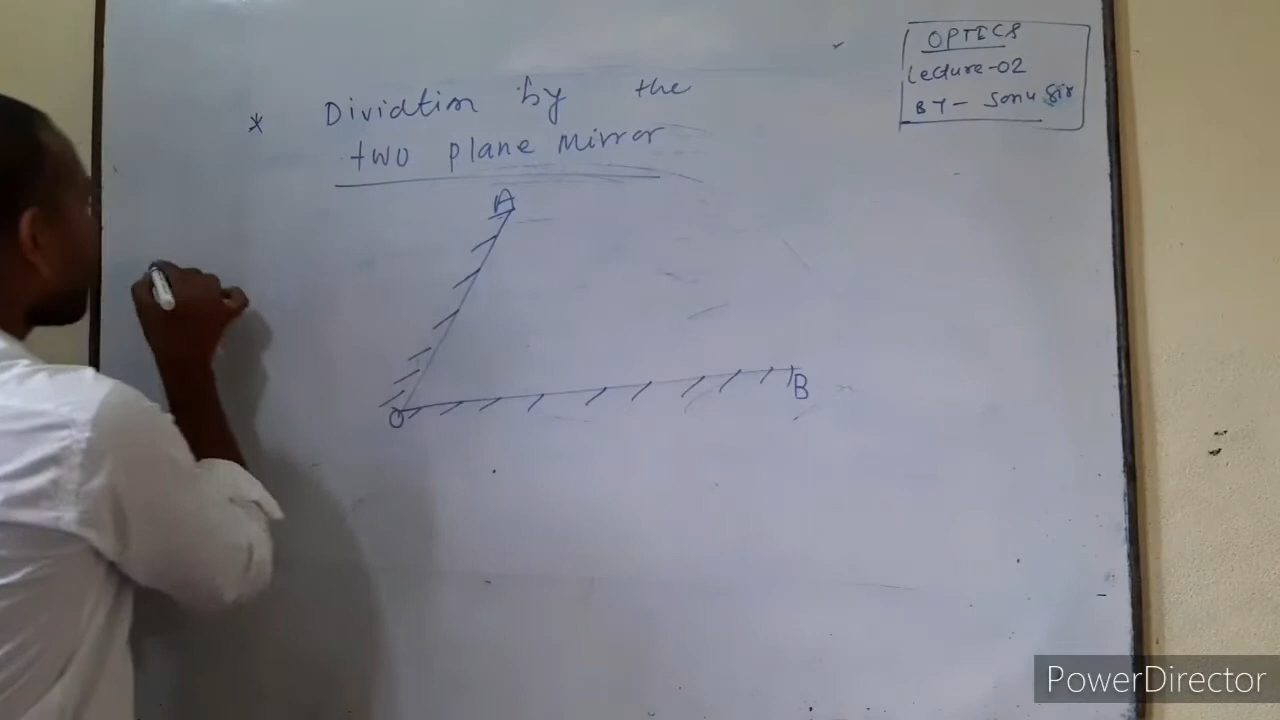 OPTICS
Lecture-02
BY- Sonu Sir
* Dividtion by the
two plane Mirror
A
O
B
PowerDirector